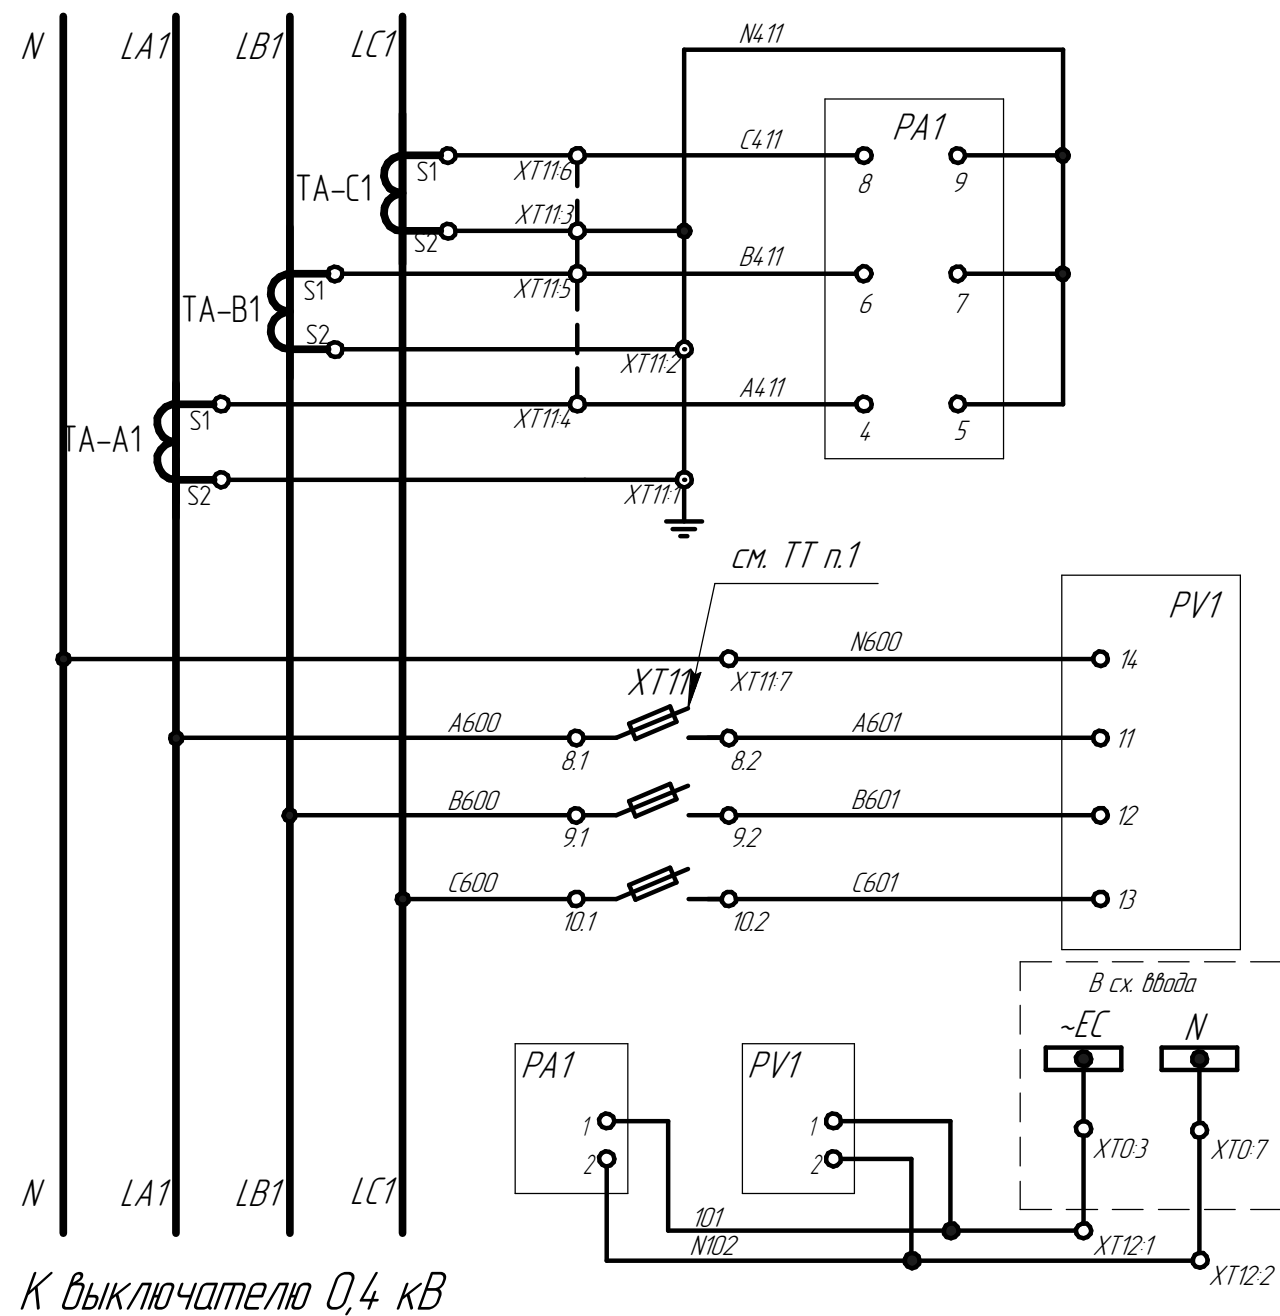 N LA1 LB1 LC1 N411
PA1
C411
S1 XT11:6 8 9
TA-C1
XT11:3
S2
B411
S1 XT11:5 6 7
TA-B1
S2
XT11:2
A411
S1 XT11:4 4 5
TA-A1
S2 XT11:1
см. ТТ п.1
PV1
N600
XT11 XT11:7 14
A600 A601
8.1 8.2 11
B600 B601
9.1 9.2 12
C600 C601
10.1 10.2 13
В сх. ввода
~EC N
PA1 PV1
1 1
XT0:3 XT0:7
2 2
N LA1 LB1 LC1
101
N102 XT12:1
XT12:2
К выключателю 0,4 кВ